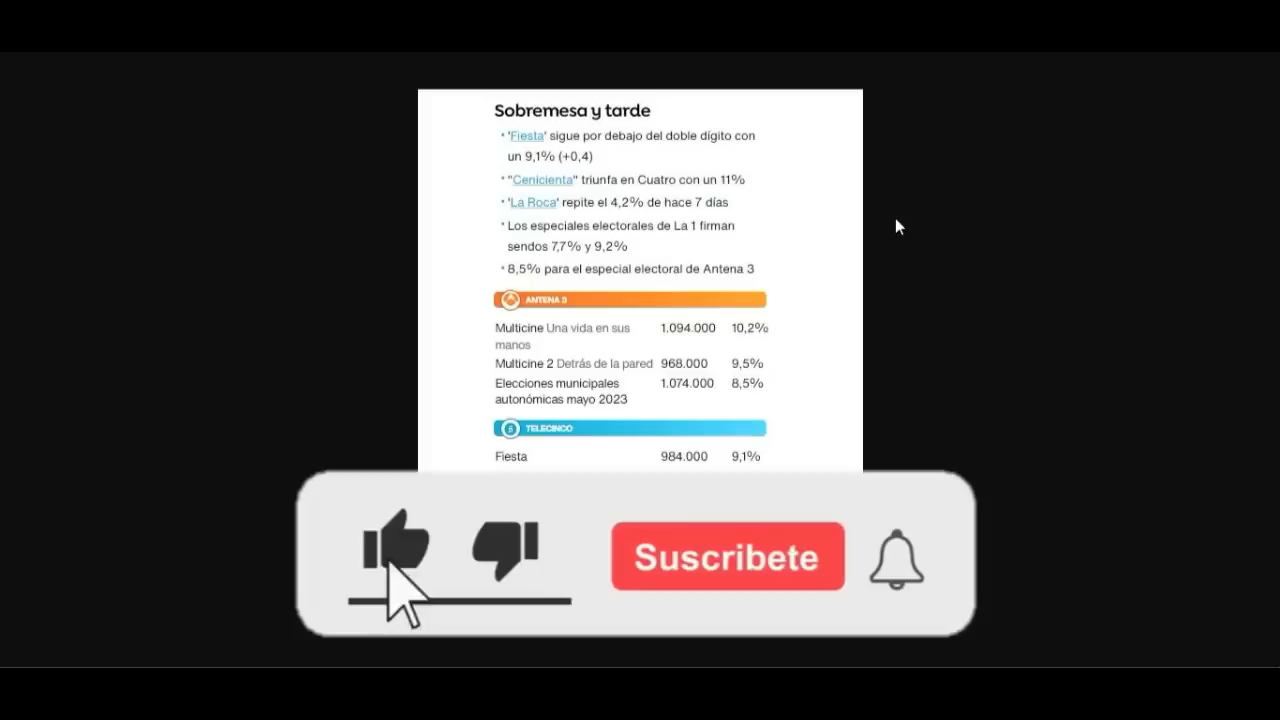 Sobremesa y tarde
• 'Fiesta' sigue por debajo del doble dígito con
un 9,1% (+0,4)
• "Cenicienta" triunfa en Cuatro con un 11%
• 'La Roca' repite el 4,2% de hace 7 días
• Los especiales electorales de La 1 firman
sendos 7,7% y 9,2%
• 8,5% para el especial electoral de Antena 3
ANTENA 3
Multicine Una vida en sus 1.094.000 10,2%
manos
Multicine 2 Detrás de la pared 968.000 9,5%
Elecciones municipales 1.074.000 8,5%
autonómicas mayo 2023
TELECINCO
Fiesta 984.000 9,1%
Suscribete